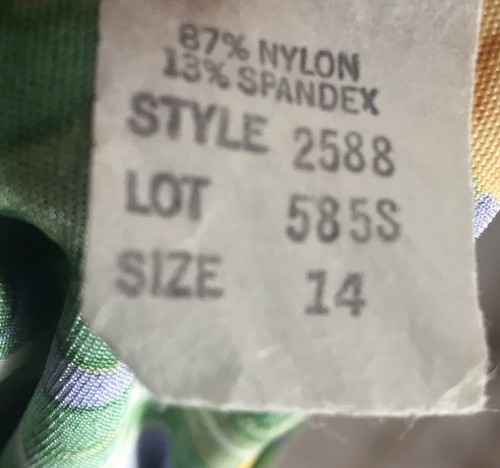 87% NYLON
13% SPANDEX
STYLE 2588
LOT 585S
SIZE 14